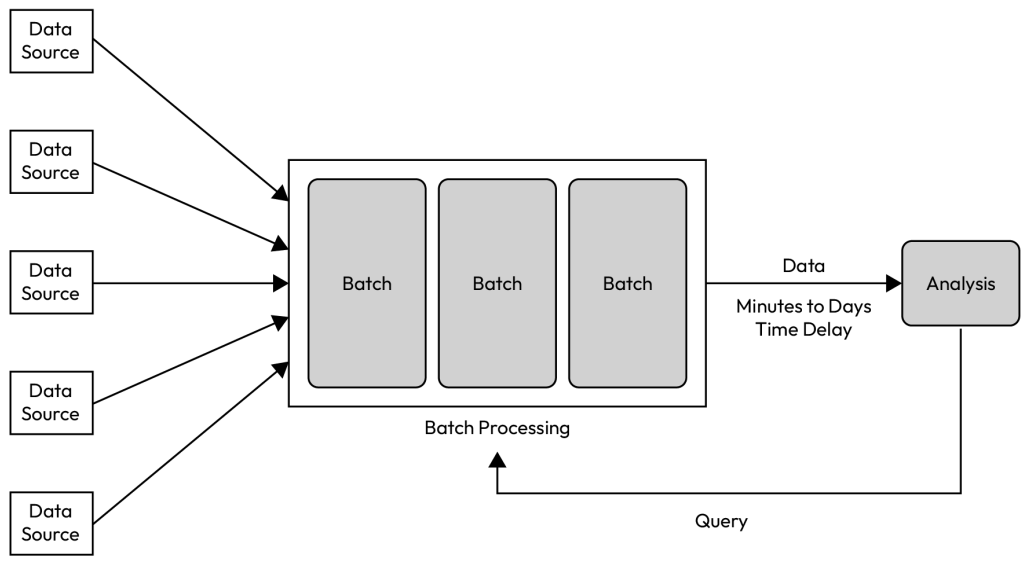 Data
Source
Data
Source
Data
Source
Data
Source
Data
Source
Batch
Batch
Batch
Batch Processing
Data
Minutes to Days
Time Delay
Analysis
Query